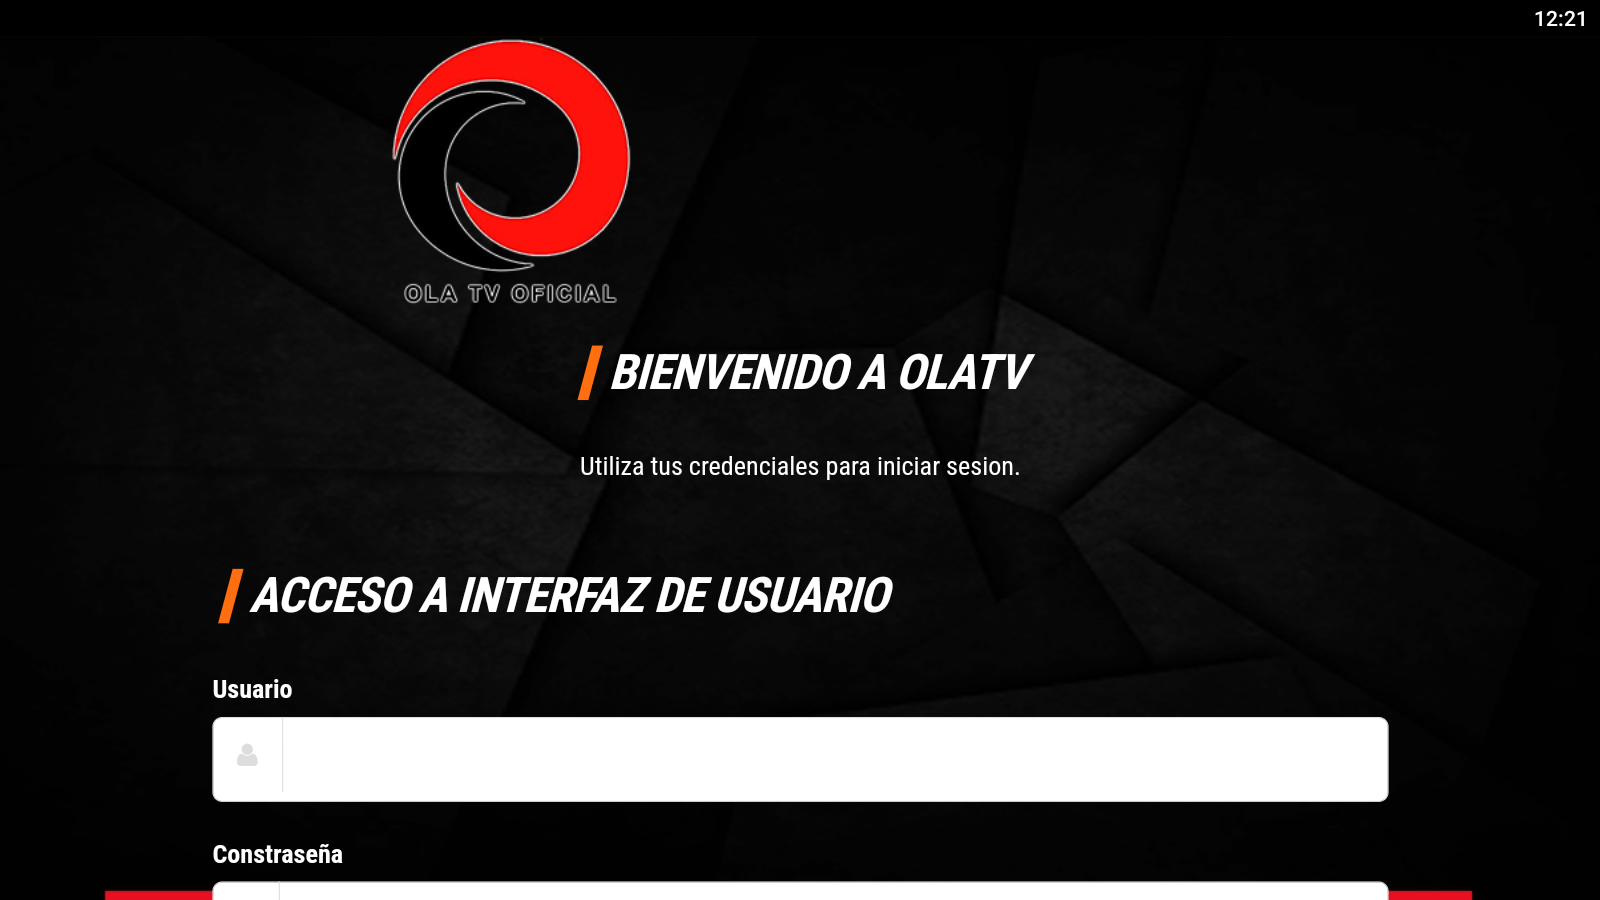 12:21
OLA TV OFICIAL
BIENVENIDO A OLATV
Utiliza tus credenciales para iniciar sesion.
ACCESO A INTERFAZ DE USUARIO
Usuario
Constraseña